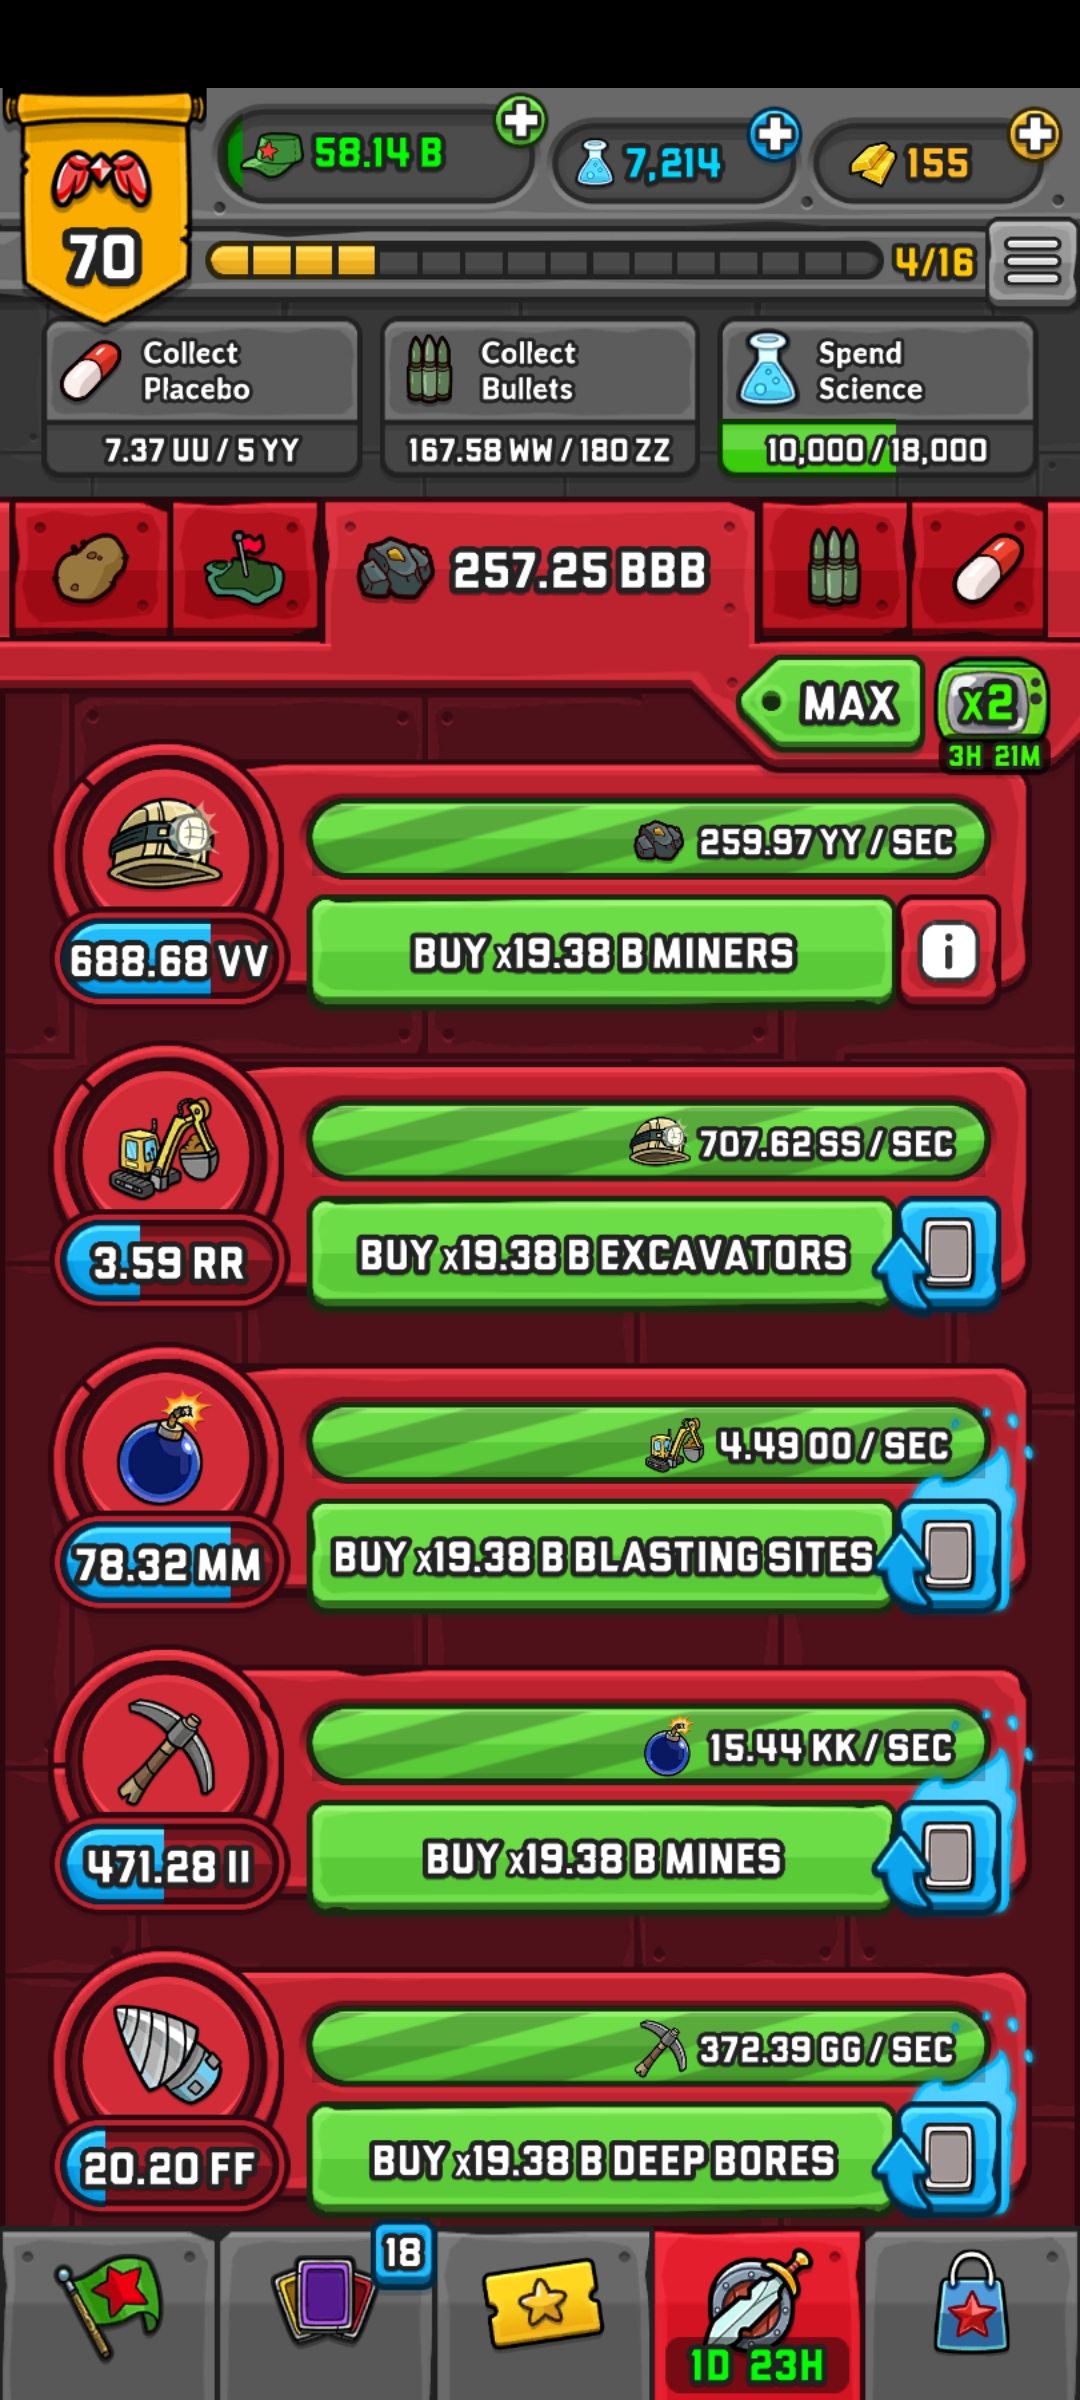 58.14 B
7,214
155
70
4/16
Collect
Placebo
7.37 UU / 5 YY
Collect
Bullets
167.58 WW / 180 ZZ
Spend
Science
10,000 / 18,000
257.25 BBB
MAX
x2
3H 21M
259.97 YY / SEC
688.68 VV
BUY x19.38 B MINERS
i
707.62 SS / SEC
3.59 RR
BUY x19.38 B EXCAVATORS
4.49 OO / SEC
78.32 MM
BUY x19.38 B BLASTING SITES
15.44 KK / SEC
471.28 II
BUY x19.38 B MINES
372.39 GG / SEC
20.20 FF
BUY x19.38 B DEEP BORES
18
1D 23H